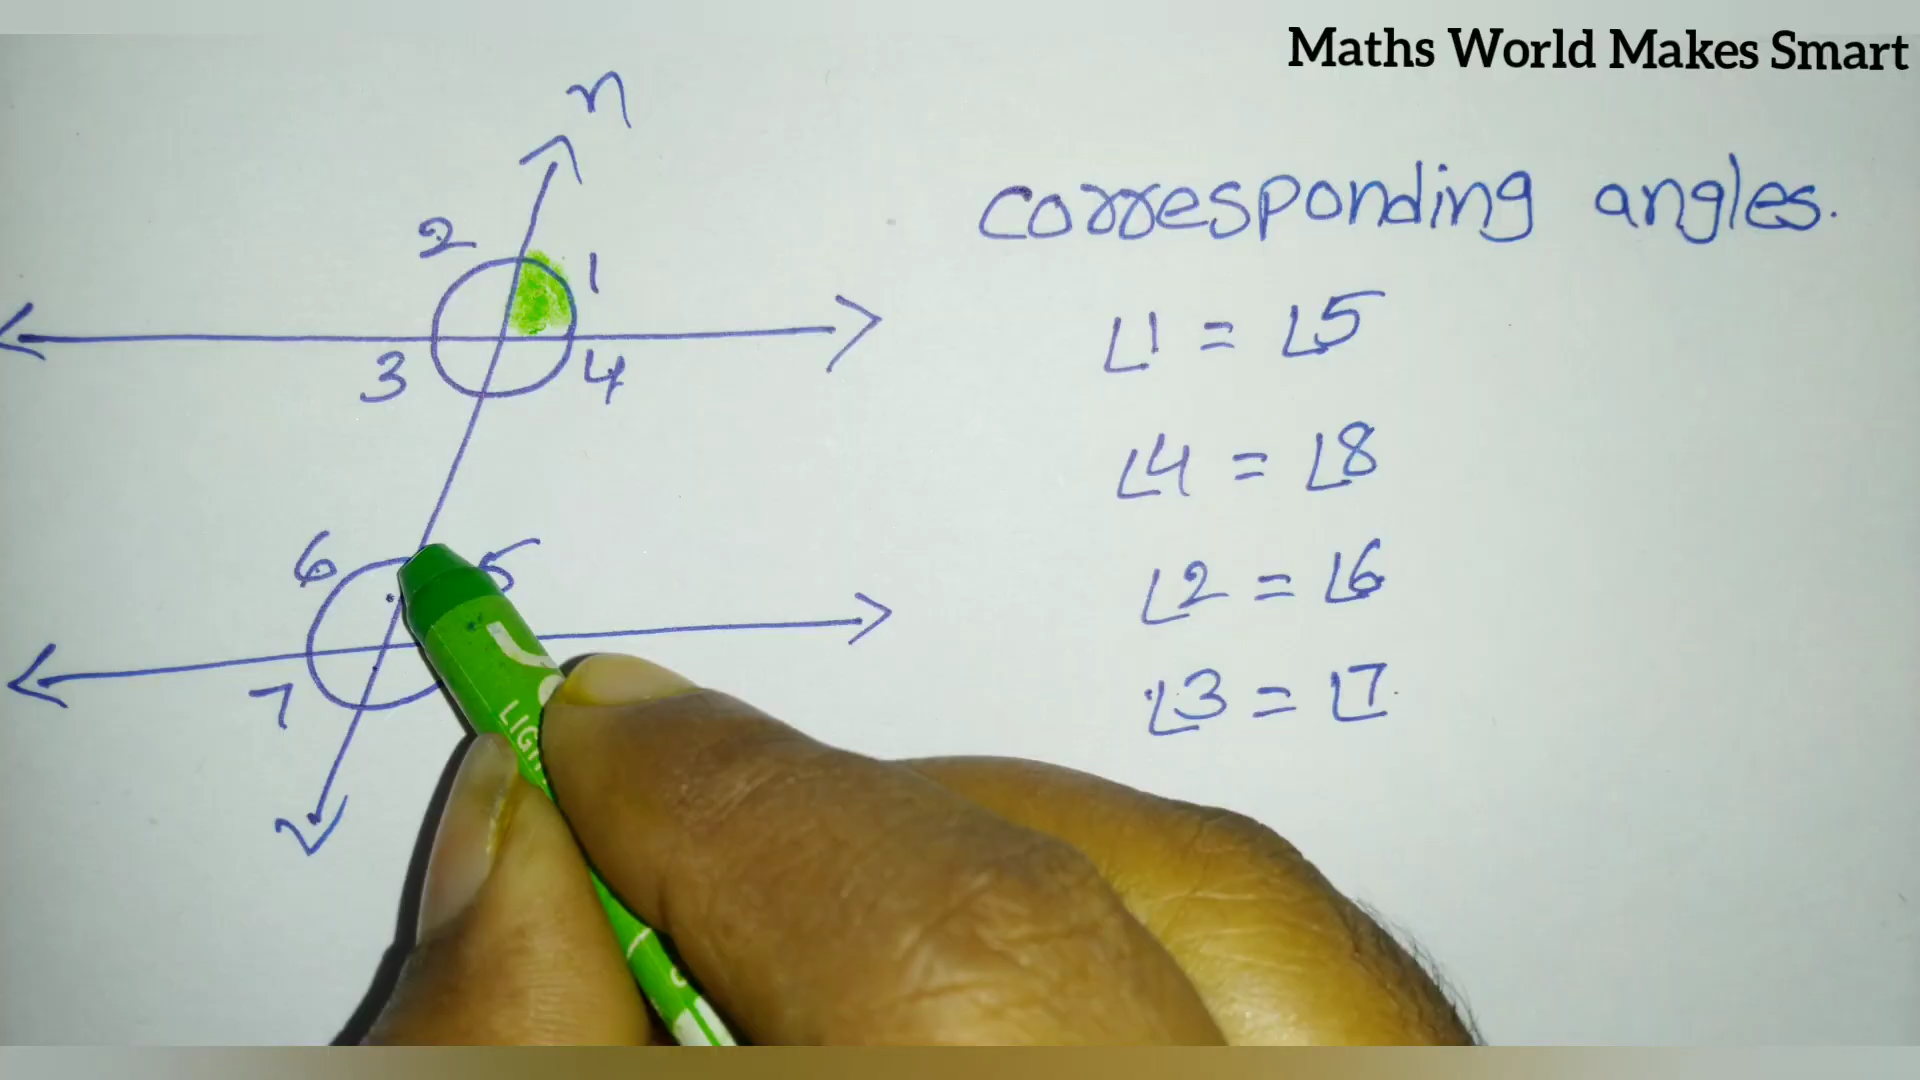 Maths World Makes Smart
n
corresponding angles.
2
1
∠1 = ∠5
3
4
∠4 = ∠8
6
5
∠2 = ∠6
7
∠3 = ∠7